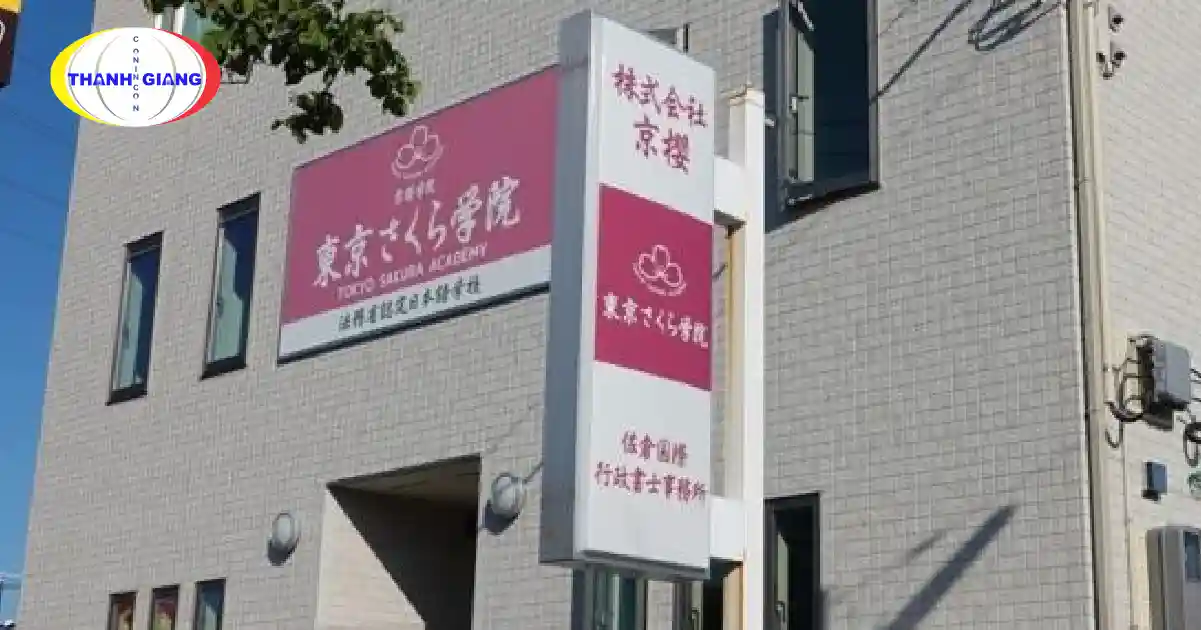 THANH GIANG
CONINCON
東京さくら学院
TOKYO SAKURA ACADEMY
法務省認定日本語学校
株式会社
京櫻
東京さくら学院
佐倉国際
行政書士事務所